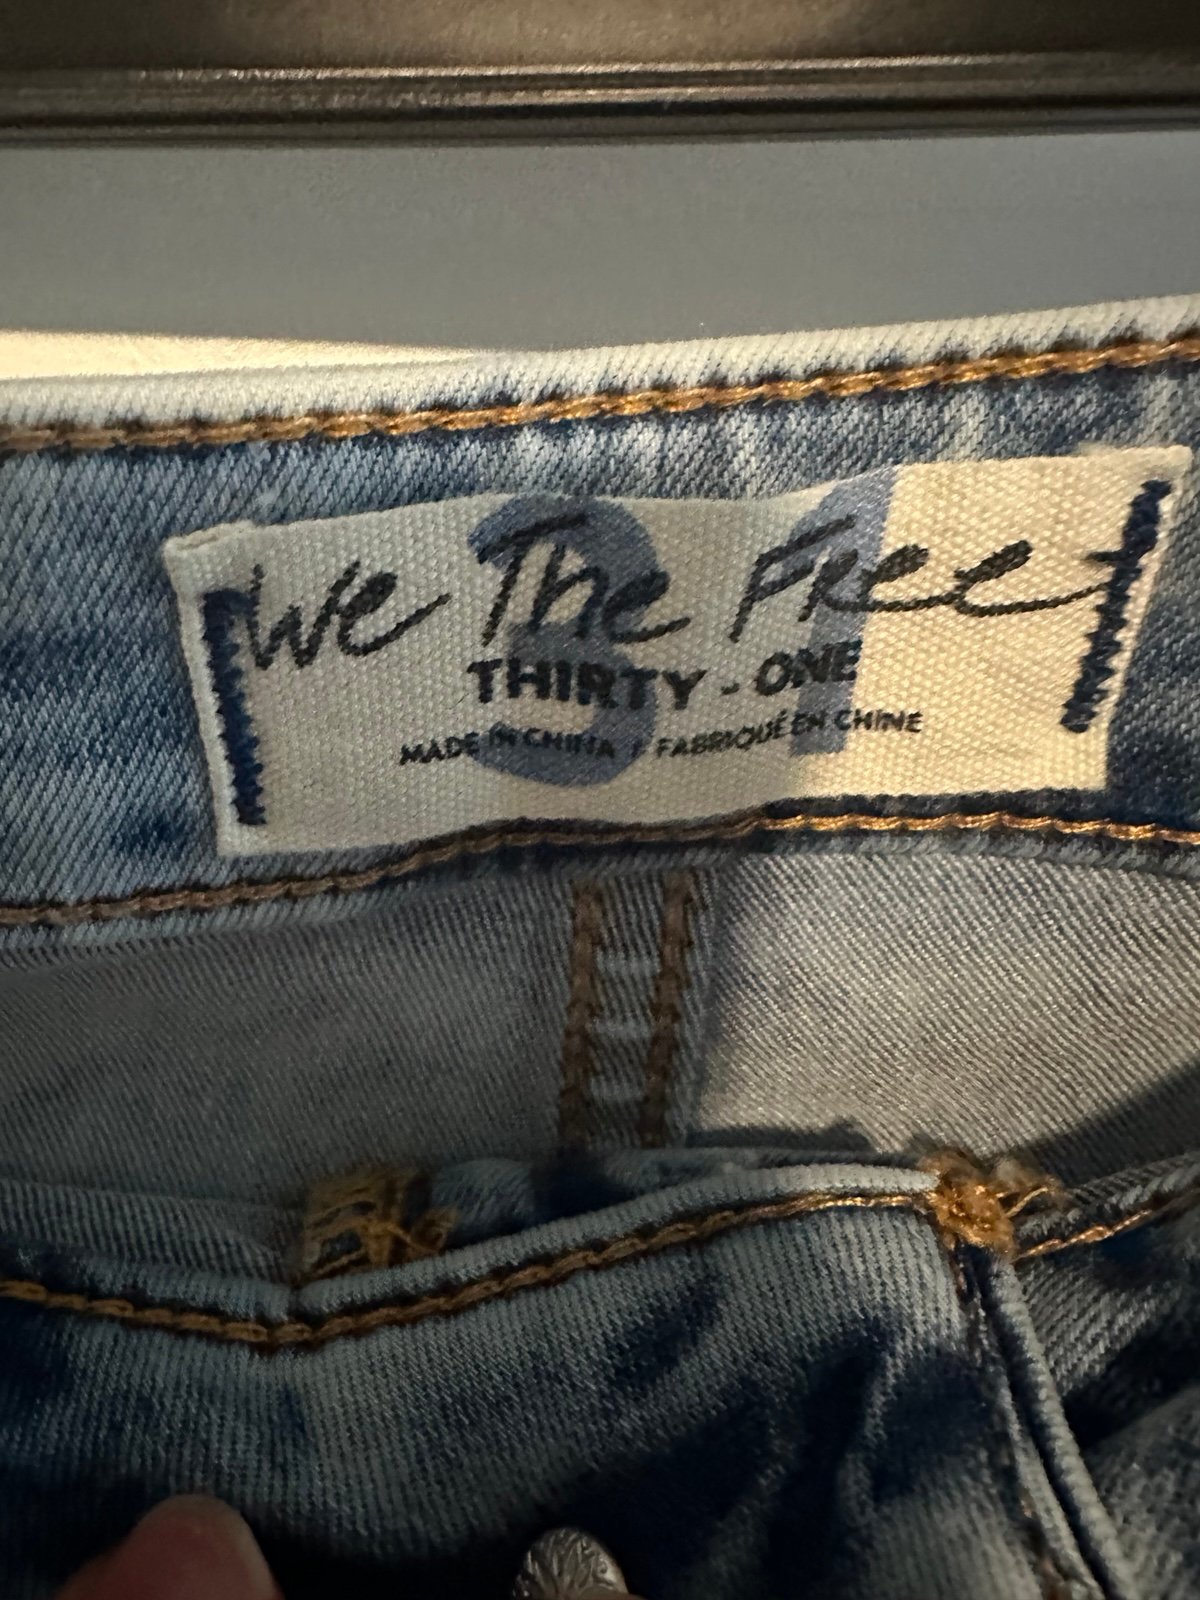 We The Free
31
THIRTY - ONE
MADE IN CHINA / FABRIQUÉ EN CHINE